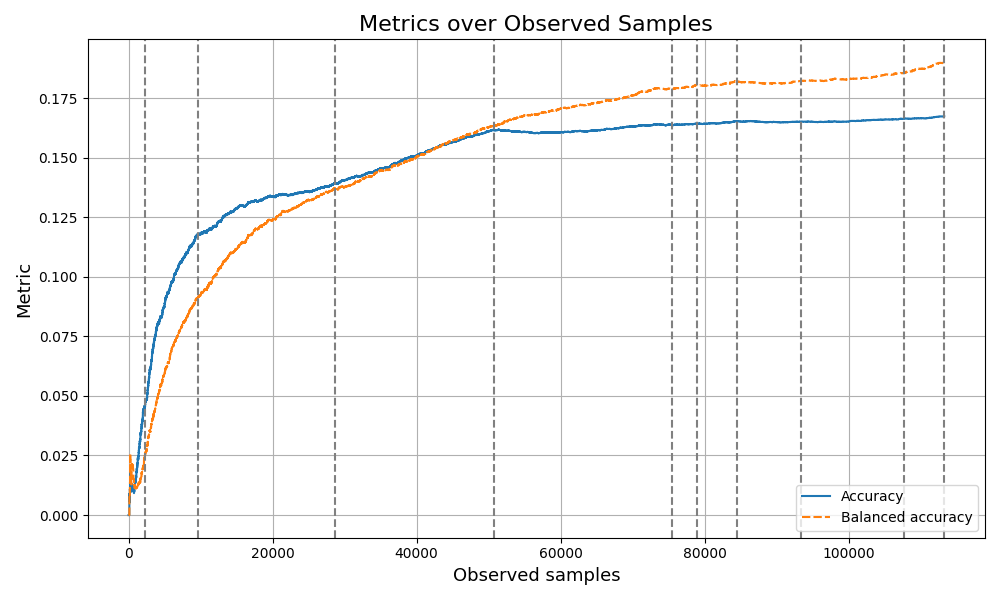 Metrics over Observed Samples
Metric
0.175
0.150
0.125
0.100
0.075
0.050
0.025
0.000
0
20000
40000
60000
80000
100000
Observed samples
Accuracy
Balanced accuracy